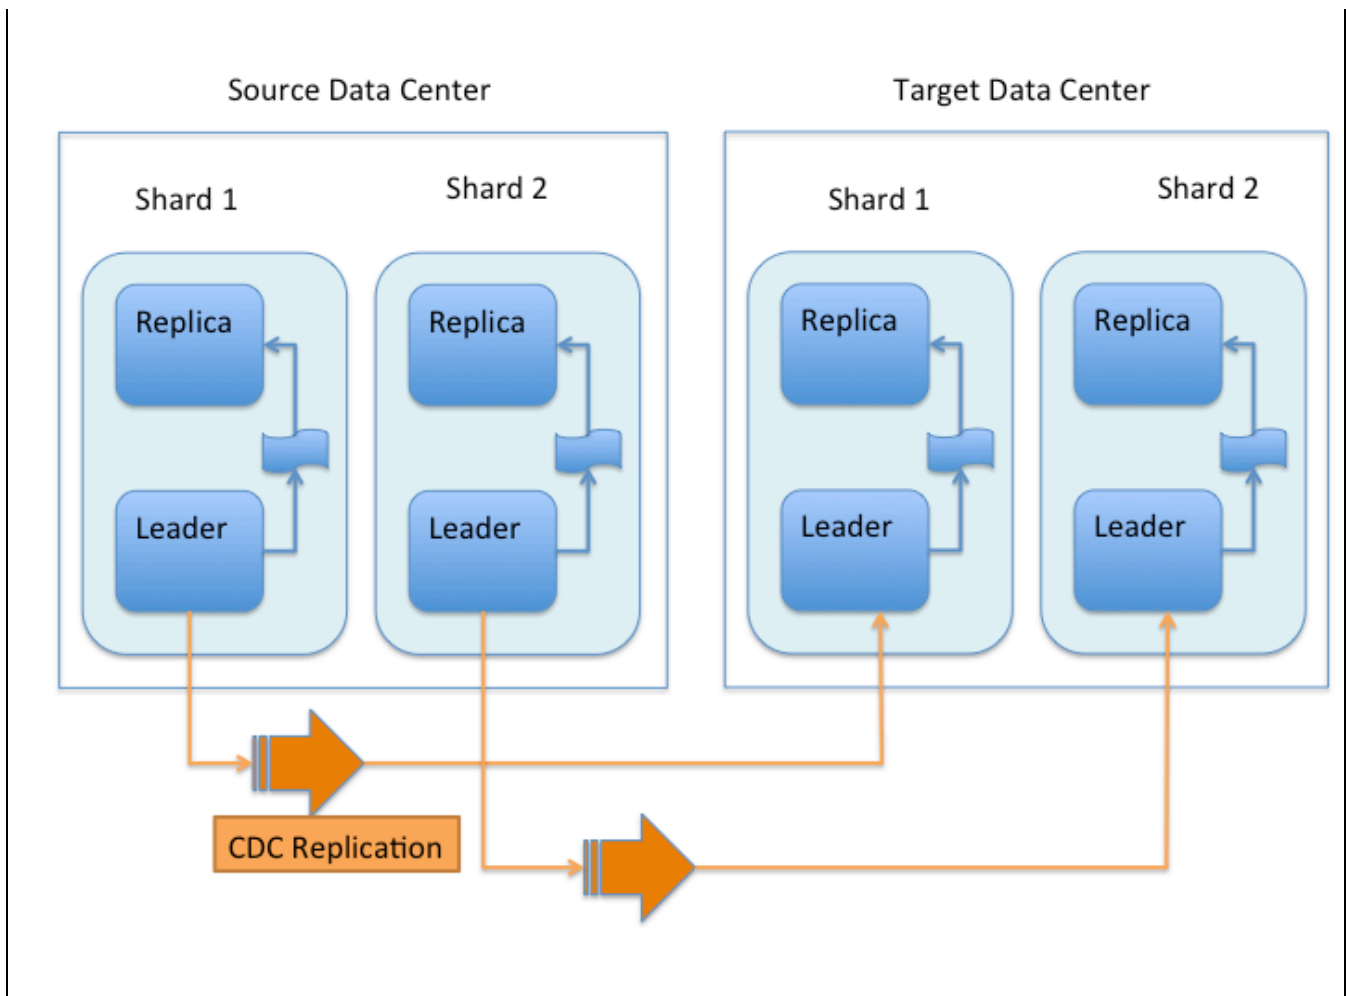 Source Data Center
Target Data Center
Shard 1
Shard 2
Shard 1
Shard 2
Replica
Replica
Replica
Replica
Leader
Leader
Leader
Leader
CDC Replication